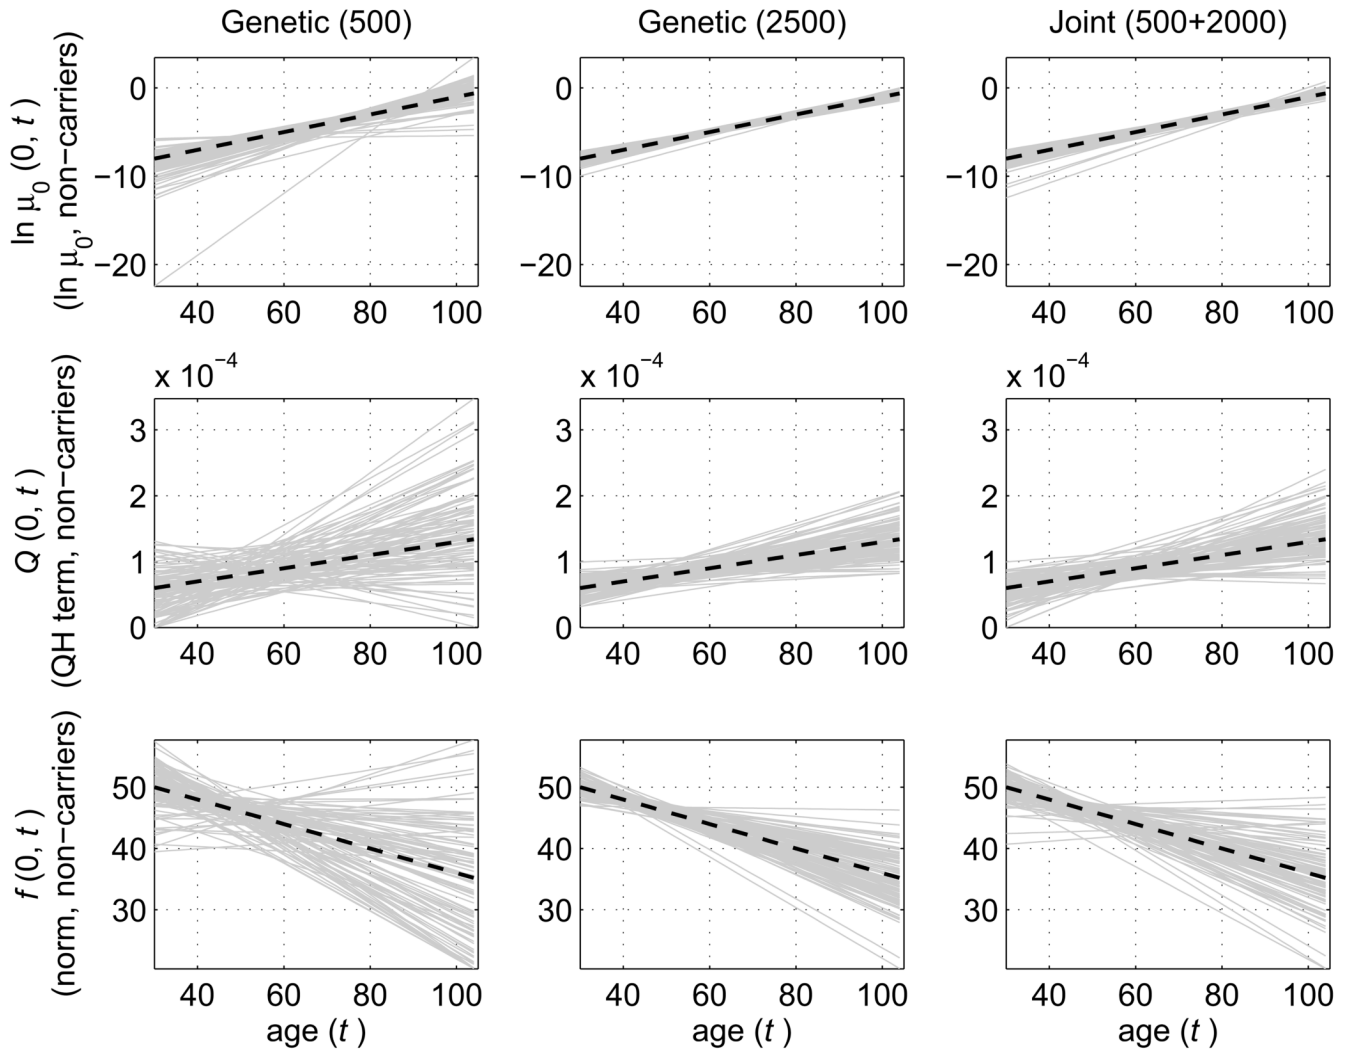 Genetic (500)
Genetic (2500)
Joint (500+2000)
ln μ0 (0, t )
(ln μ0, non−carriers)
0
−10
−20
40 60 80 100
0
−10
−20
40 60 80 100
0
−10
−20
40 60 80 100
Q (0, t )
(QH term, non−carriers)
x 10−4
3
2
1
0
40 60 80 100
x 10−4
3
2
1
0
40 60 80 100
x 10−4
3
2
1
0
40 60 80 100
f (0, t )
(norm, non−carriers)
50
40
30
40 60 80 100
age (t )
50
40
30
40 60 80 100
age (t )
50
40
30
40 60 80 100
age (t )